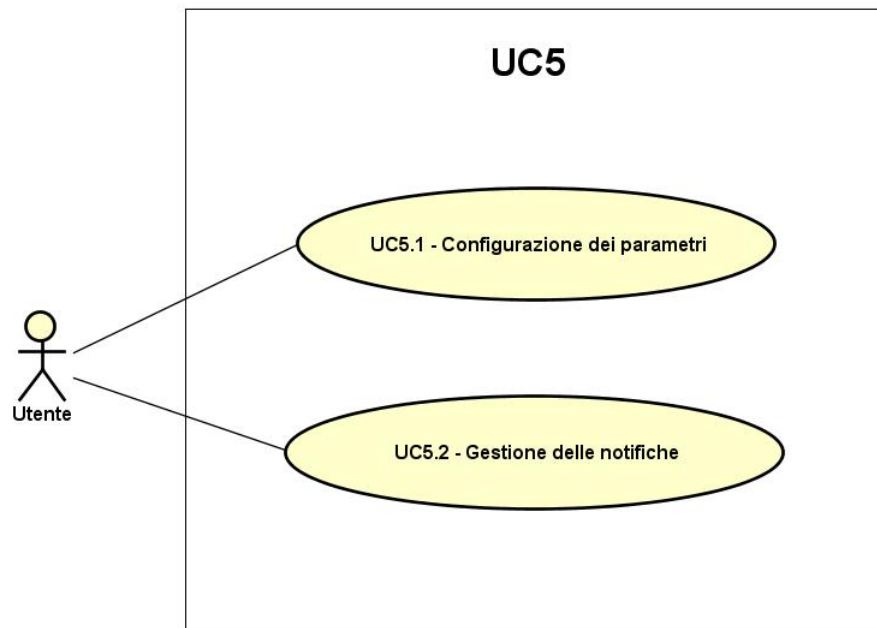 UC5
UC5.1 - Configurazione dei parametri
Utente
UC5.2 - Gestione delle notifiche